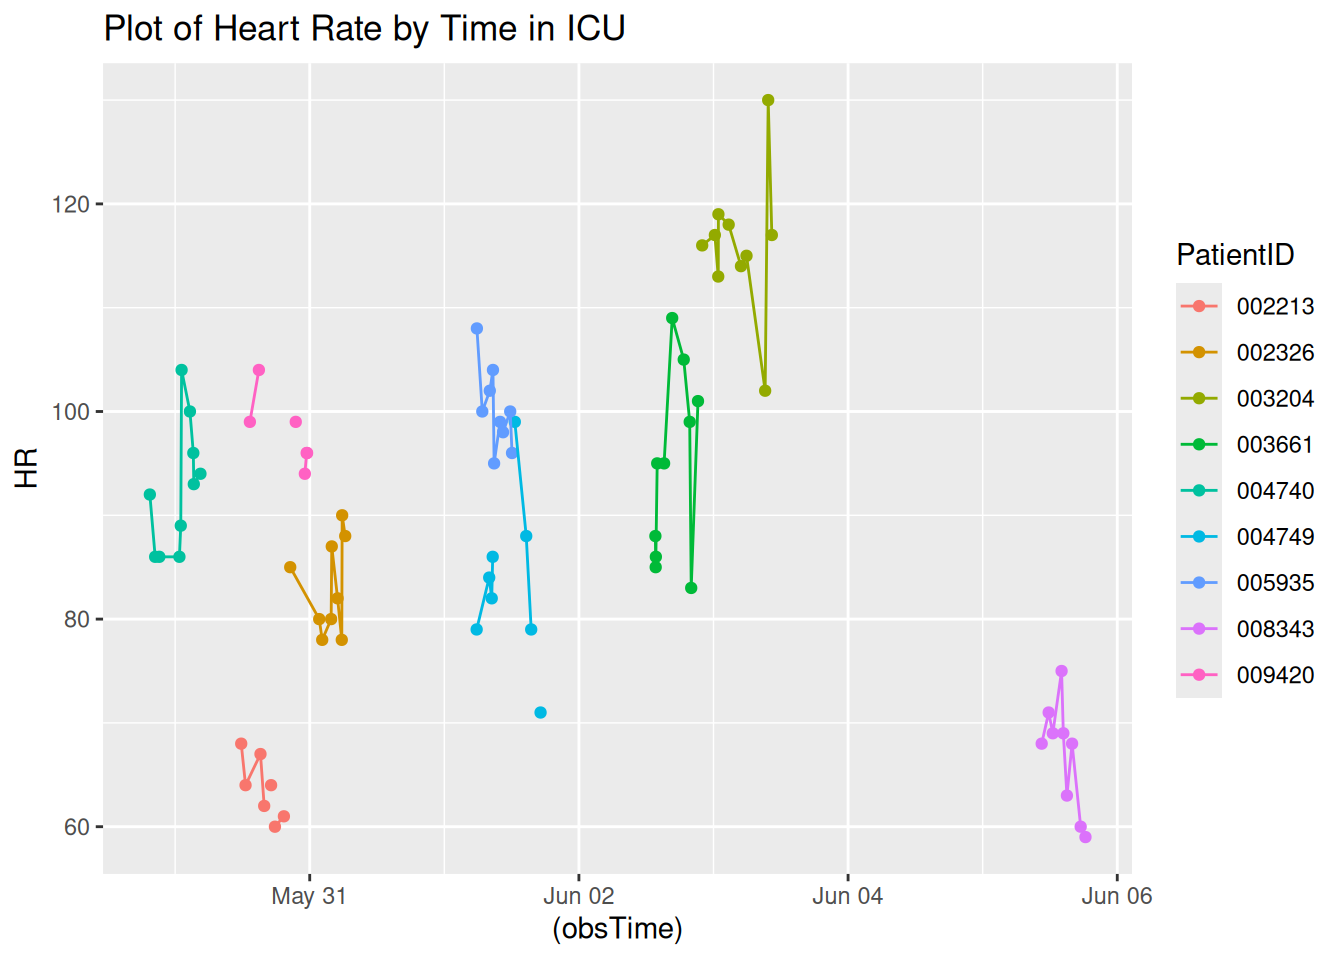 Plot of Heart Rate by Time in ICU
HR
120
100
80
60
May 31
Jun 02
Jun 04
Jun 06
(obsTime)
PatientID
002213
002326
003204
003661
004740
004749
005935
008343
009420